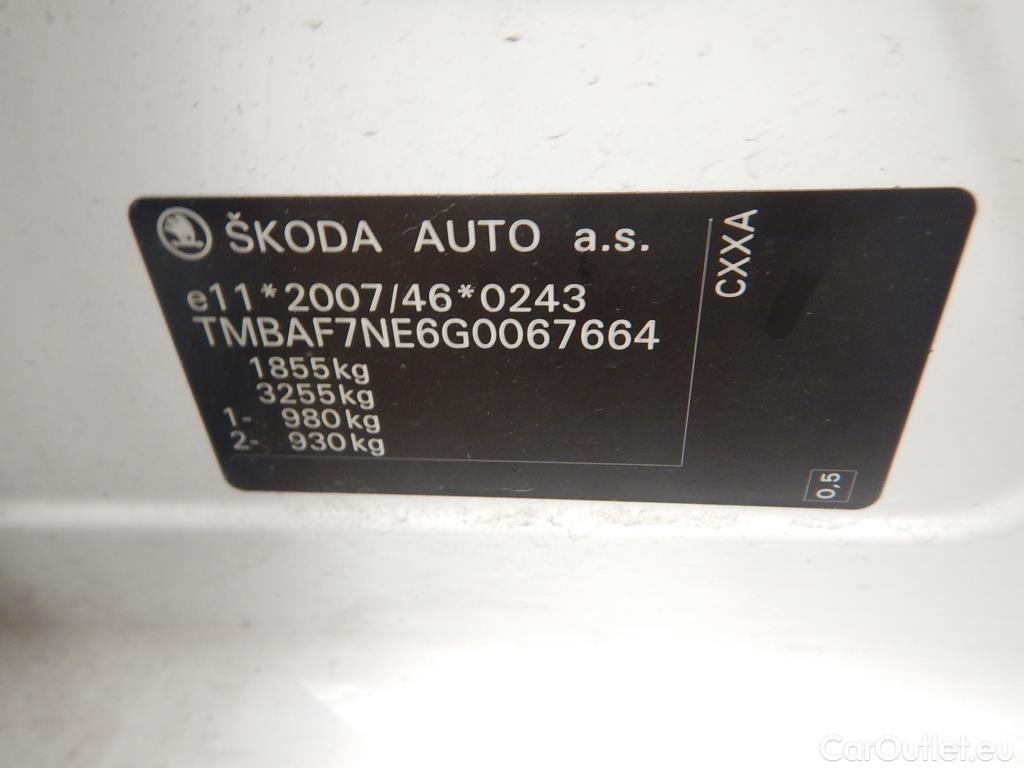 ŠKODA AUTO a.s.
e11*2007/46*0243
TMBAF7NE6G0067664
1855kg
3255kg
1- 980kg
2- 930kg
CXXA
0,5
CarOutlet.eu